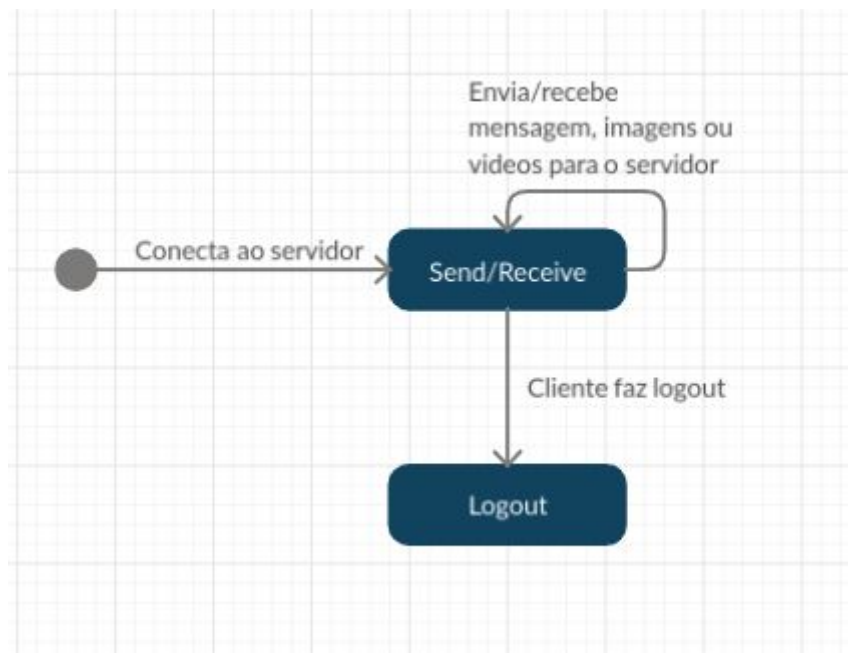 Envia/recebe
mensagem, imagens ou
videos para o servidor
Conecta ao servidor
Send/Receive
Cliente faz logout
Logout